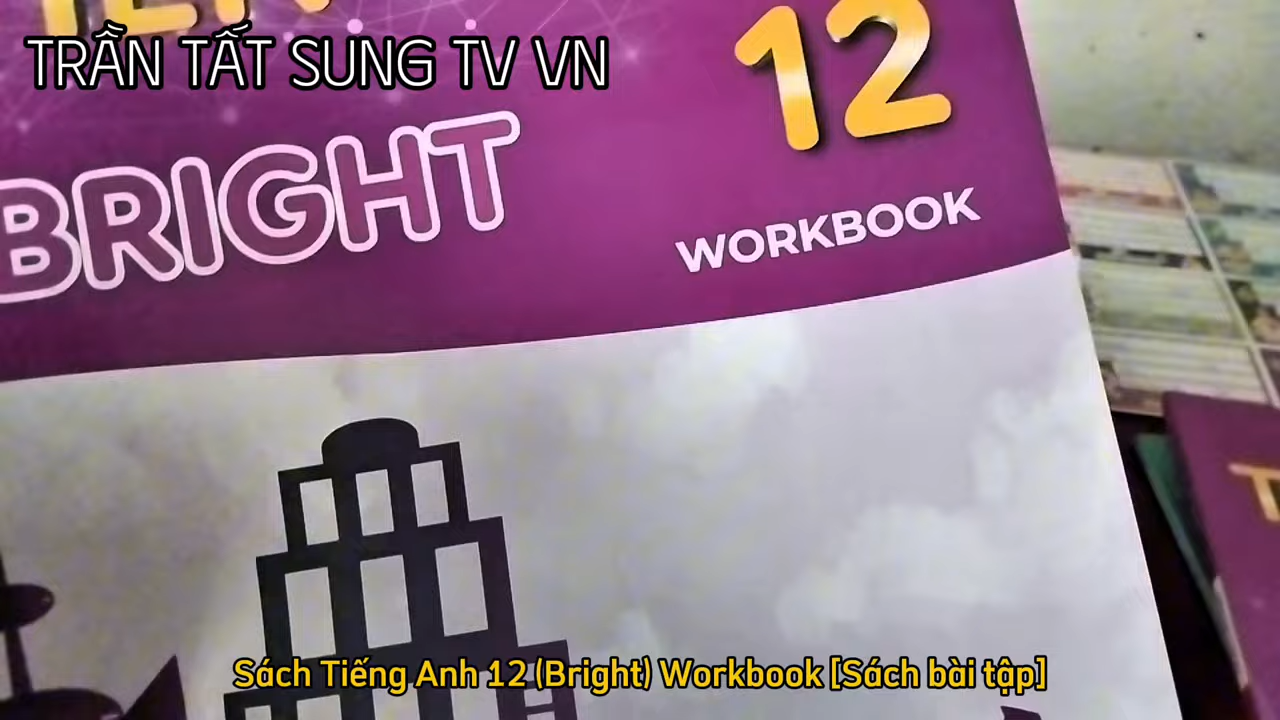 TRẦN TẤT SUNG TV VN
12
BRIGHT
WORKBOOK
Sách Tiếng Anh 12 (Bright) Workbook [Sách bài tập]